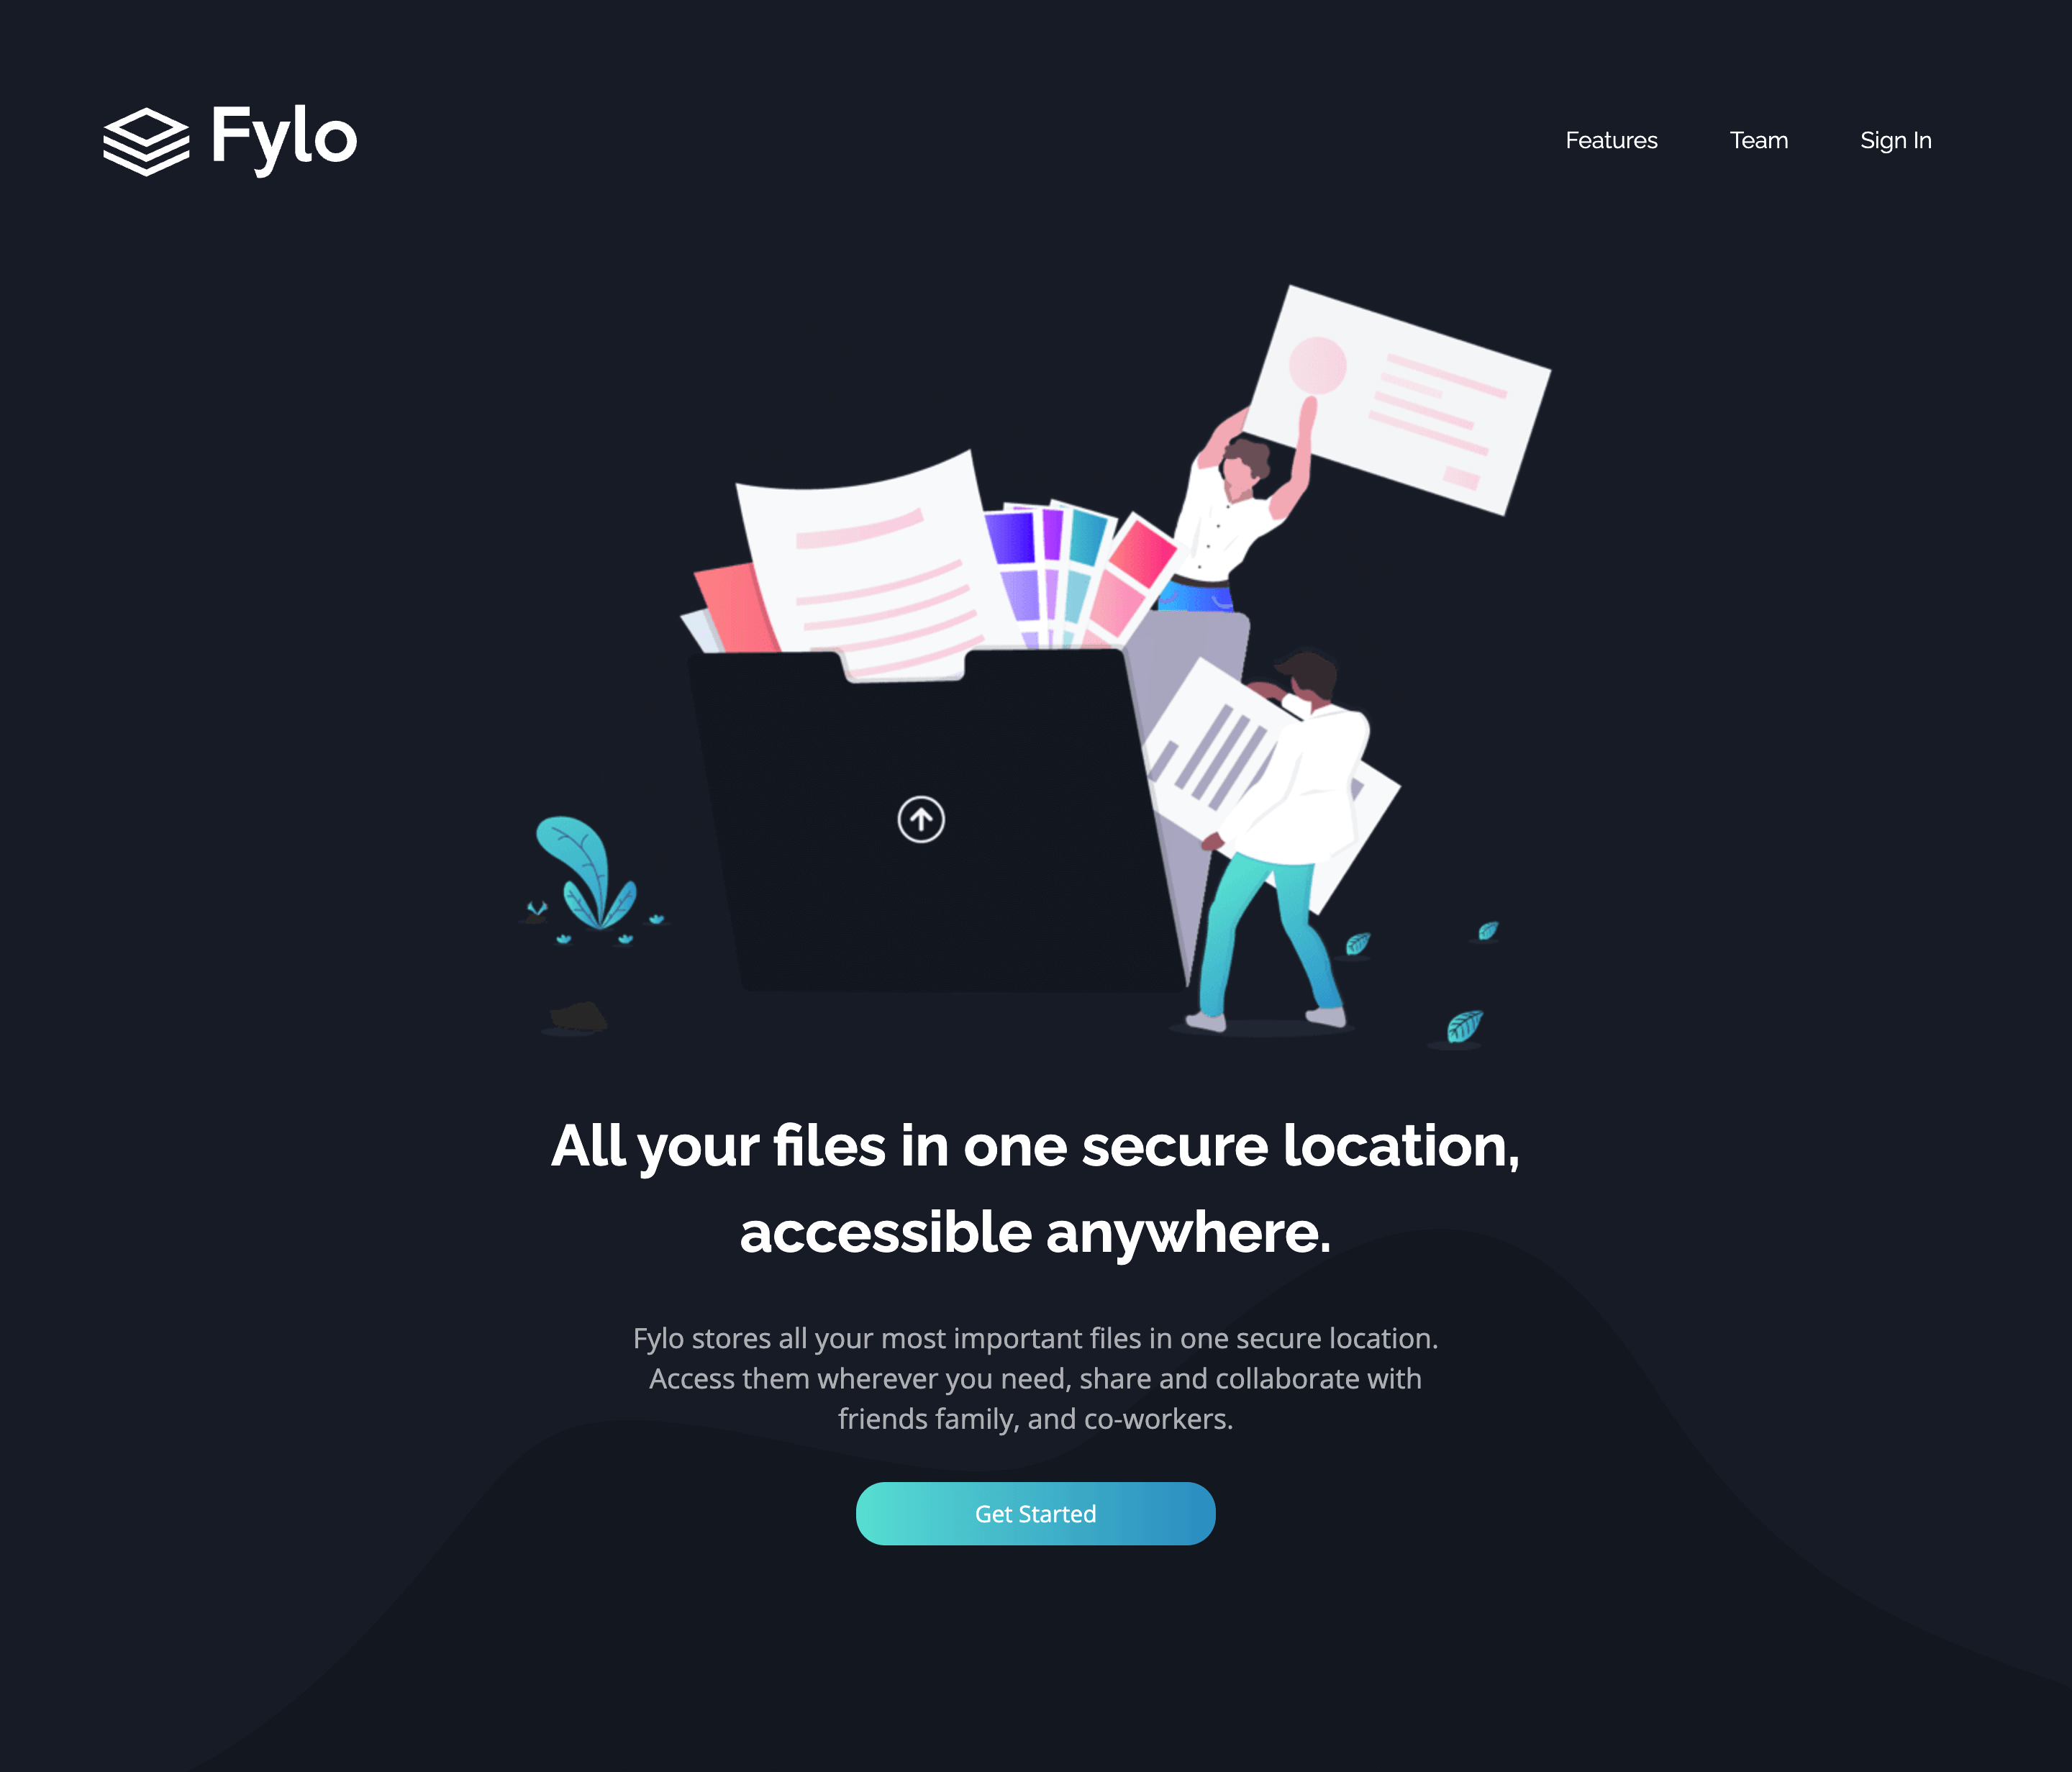 Fylo
Features
Team
Sign In
All your files in one secure location,
accessible anywhere.
Fylo stores all your most important files in one secure location.
Access them wherever you need, share and collaborate with
friends family, and co-workers.
Get Started